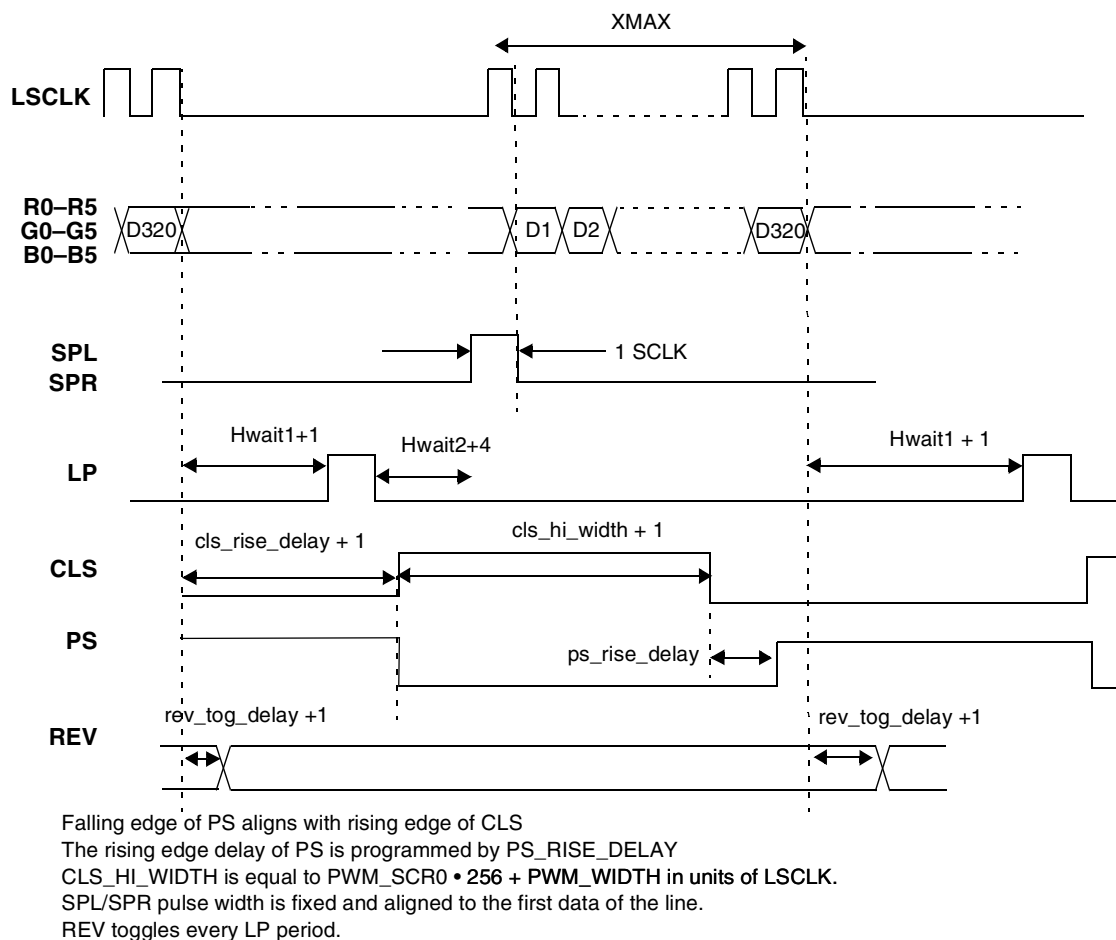 XMAX
LSCLK
R0–R5
G0–G5
B0–B5
D320
D1
D2
D320
SPL
SPR
1 SCLK
Hwait1+1
Hwait2+4
Hwait1 + 1
LP
cls_rise_delay + 1
cls_hi_width + 1
CLS
PS
ps_rise_delay
rev_tog_delay +1
rev_tog_delay +1
REV
Falling edge of PS aligns with rising edge of CLS
The rising edge delay of PS is programmed by PS_RISE_DELAY
CLS_HI_WIDTH is equal to PWM_SCR0 • 256 + PWM_WIDTH in units of LSCLK.
SPL/SPR pulse width is fixed and aligned to the first data of the line.
REV toggles every LP period.